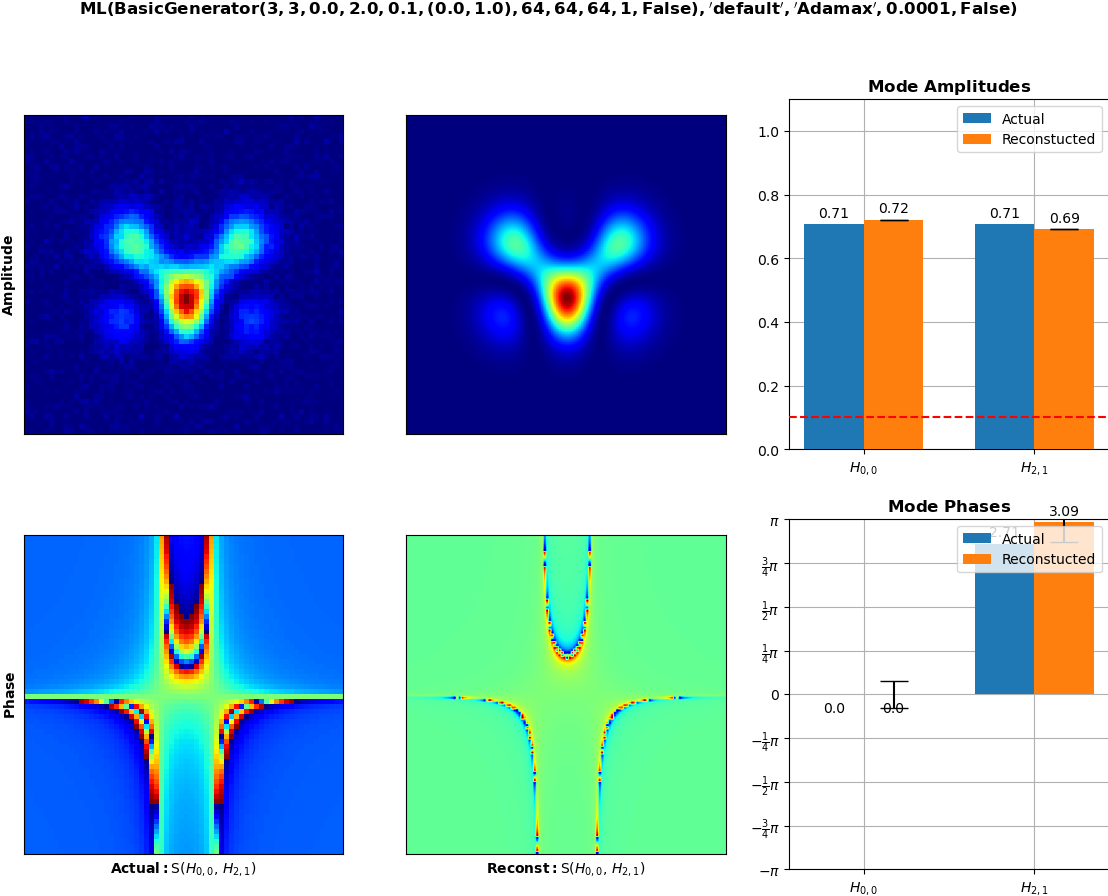 ML(BasicGenerator(3, 3, 0.0, 2.0, 0.1, (0.0, 1.0), 64, 64, 64, 1, False), 'default', 'Adamax', 0.0001, False)
Amplitude
Mode Amplitudes
Actual
Reconstucted
1.0
0.8
0.6
0.4
0.2
0.0
0.71
0.72
0.71
0.69
H0,0
H2,1
Phase
Actual: S(H0,0, H2,1)
Reconst: S(H0,0, H2,1)
Mode Phases
Actual
Reconstucted
π
3/4π
1/2π
1/4π
0
−1/4π
−1/2π
−3/4π
−π
0.0
0.0
2.71
3.09
H0,0
H2,1